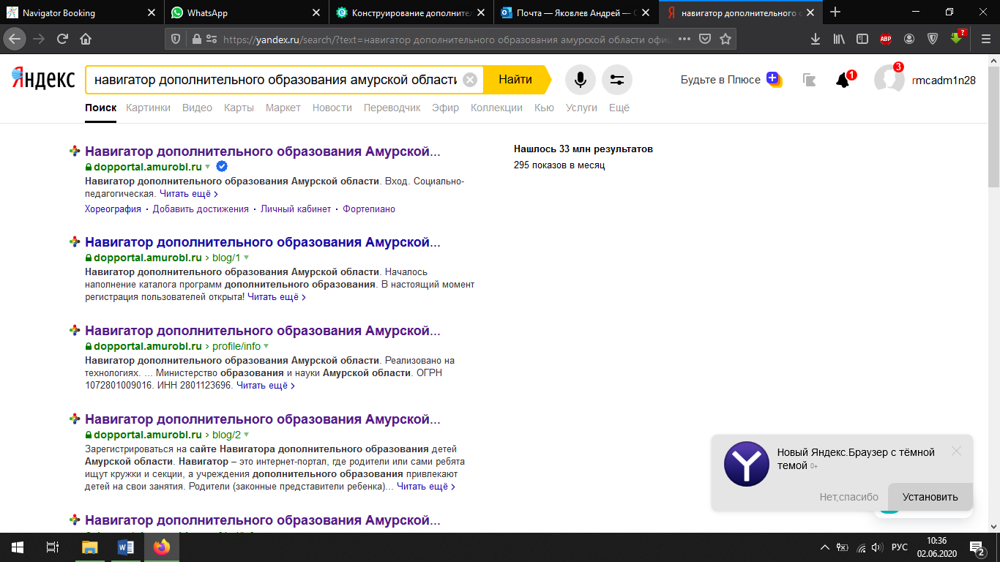 Navigator Booking
WhatsApp
Конструирование дополнител
Почта — Яковлев Андрей — O
навигатор дополнительного о
https://yandex.ru/search/?text=навигатор дополнительного образования амурской области офиц
ABP
?
Яндекс
навигатор дополнительного образования амурской области
Найти
Будьте в Плюсе
1
3
rmcadm1n28
Поиск Картинки Видео Карты Маркет Новости Переводчик Эфир Коллекции Кью Услуги Ещё
Навигатор дополнительного образования Амурской...
dopportal.amurobl.ru
Навигатор дополнительного образования Амурской области. Вход. Социально-
педагогическая. Читать ещё >
Хореография · Добавить достижения · Личный кабинет · Фортепиано
Нашлось 33 млн результатов
295 показов в месяц
Навигатор дополнительного образования Амурской...
dopportal.amurobl.ru › blog/1
Навигатор дополнительного образования Амурской области. Началось
наполнение каталога программ дополнительного образования. В настоящий момент
регистрация пользователей открыта! Читать ещё >
Навигатор дополнительного образования Амурской...
dopportal.amurobl.ru › profile/info
Навигатор дополнительного образования Амурской области. Реализовано на
технологиях. ... Министерство образования и науки Амурской области. ОГРН
1072801009016. ИНН 2801123696. Читать ещё >
Навигатор дополнительного образования Амурской...
dopportal.amurobl.ru › blog/2
Зарегистрироваться на сайте Навигатора дополнительного образования детей
Амурской области. Навигатор – это интернет-портал, где родители или сами ребята
ищут кружки и секции, а учреждения дополнительного образования привлекают
детей на свои занятия. Родители (законные представители ребенка)... Читать ещё >
Навигатор дополнительного образования Амурской...
Новый Яндекс.Браузер с тёмной
темой 0+
Нет,спасибо
Установить
РУС
10:36
02.06.2020
2